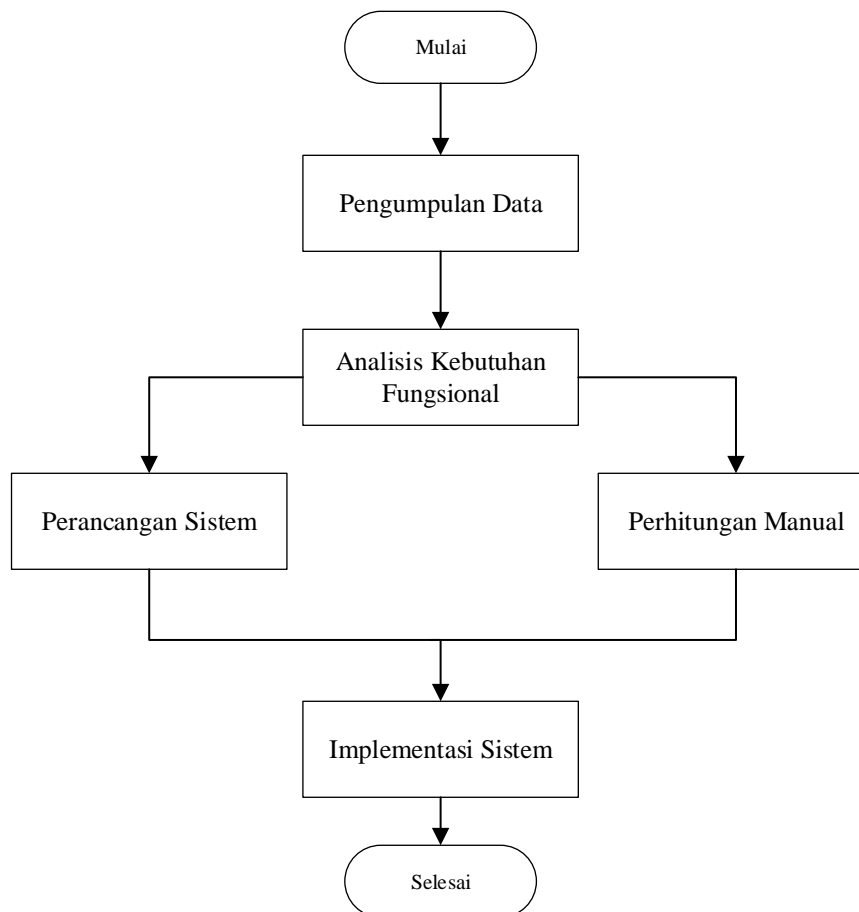 Mulai
Pengumpulan Data
Analisis Kebutuhan
Fungsional
Perancangan Sistem
Perhitungan Manual
Implementasi Sistem
Selesai